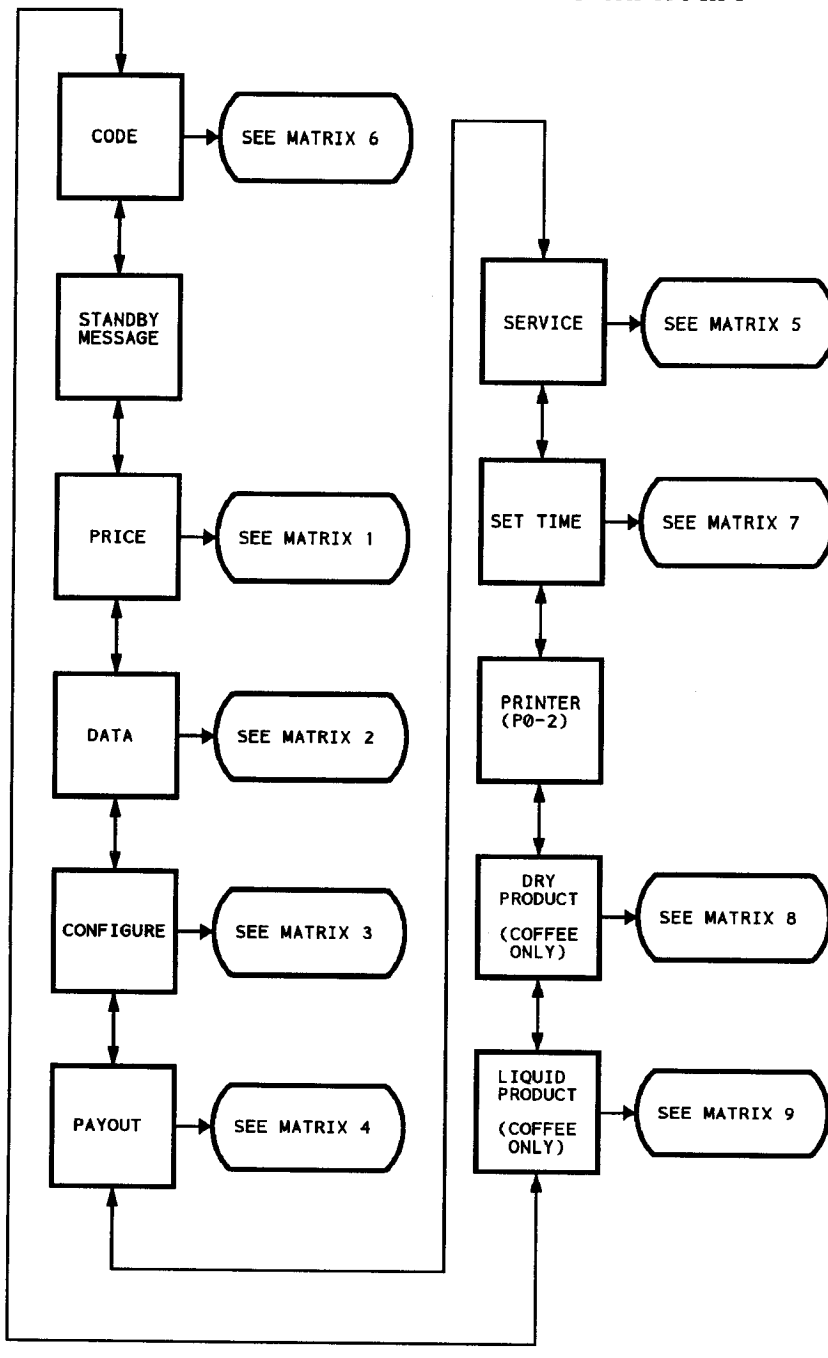 CODE
SEE MATRIX 6
STANDBY
MESSAGE
PRICE
SEE MATRIX 1
DATA
SEE MATRIX 2
CONFIGURE
SEE MATRIX 3
PAYOUT
SEE MATRIX 4
SERVICE
SEE MATRIX 5
SET TIME
SEE MATRIX 7
PRINTER
(P0-2)
DRY
PRODUCT
(COFFEE
ONLY)
SEE MATRIX 8
LIQUID
PRODUCT
(COFFEE
ONLY)
SEE MATRIX 9